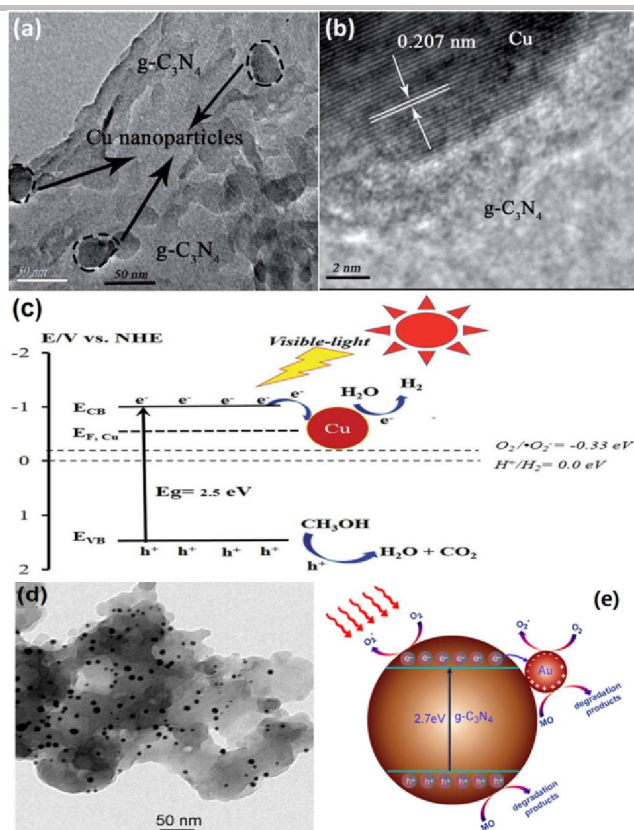 (a)
g-C₃N₄
Cu nanoparticles
g-C₃N₄
50 nm
50 nm
(b)
0.207 nm
Cu
g-C₃N₄
2 nm
(c)
E/V vs. NHE
-2
-1
0
1
2
Visible-light
E_CB
e⁻ e⁻ e⁻ e⁻
e⁻
H₂O
H₂
Cu
e⁻
E_F, Cu
O₂/•O₂⁻= -0.33 eV
H⁺/H₂= 0.0 eV
Eg= 2.5 eV
E_VB
h⁺ h⁺ h⁺ h⁺
CH₃OH
h⁺
H₂O + CO₂
(d)
50 nm
(e)
O₂⁻
O₂
e⁻ e⁻ e⁻ e⁻ e⁻ e⁻
O₂⁻
O₂
Au
2.7eV
g-C₃N₄
MO
degradation
products
h⁺ h⁺ h⁺ h⁺ h⁺ h⁺
MO
degradation
products